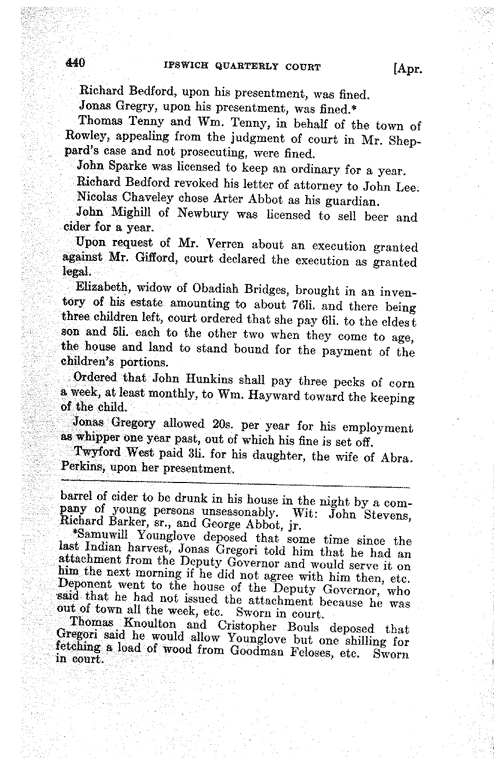 440 IPSWICH QUARTERLY COURT [Apr.
Richard Bedford, upon his presentment, was fined.
Jonas Gregry, upon his presentment, was fined.*
Thomas Tenny and Wm. Tenny, in behalf of the town of
Rowley, appealing from the judgment of court in Mr. Shep-
pard's case and not prosecuting, were fined.
John Sparke was licensed to keep an ordinary for a year.
Richard Bedford revoked his letter of attorney to John Lee.
Nicolas Chaveley chose Arter Abbot as his guardian.
John Mighill of Newbury was licensed to sell beer and
cider for a year.
Upon request of Mr. Verren about an execution granted
against Mr. Gifford, court declared the execution as granted
legal.
Elizabeth, widow of Obadiah Bridges, brought in an inven-
tory of his estate amounting to about 76li. and there being
three children left, court ordered that she pay 6li. to the eldest
son and 5li. each to the other two when they come to age,
the house and land to stand bound for the payment of the
children's portions.
Ordered that John Hunkins shall pay three pecks of corn
a week, at least monthly, to Wm. Hayward toward the keeping
of the child.
Jonas Gregory allowed 20s. per year for his employment
as whipper one year past, out of which his fine is set off.
Twyford West paid 3li. for his daughter, the wife of Abra.
Perkins, upon her presentment.
barrel of cider to be drunk in his house in the night by a com-
pany of young persons unseasonably. Wit: John Stevens,
Richard Barker, sr., and George Abbot, jr.
*Samuwill Younglove deposed that some time since the
last Indian harvest, Jonas Gregori told him that he had an
attachment from the Deputy Governor and would serve it on
him the next morning if he did not agree with him then, etc.
Deponent went to the house of the Deputy Governor, who
said that he had not issued the attachment because he was
out of town all the week, etc. Sworn in court.
Thomas Knoulton and Cristopher Bouls deposed that
Gregori said he would allow Younglove but one shilling for
fetching a load of wood from Goodman Feloses, etc. Sworn
in court.